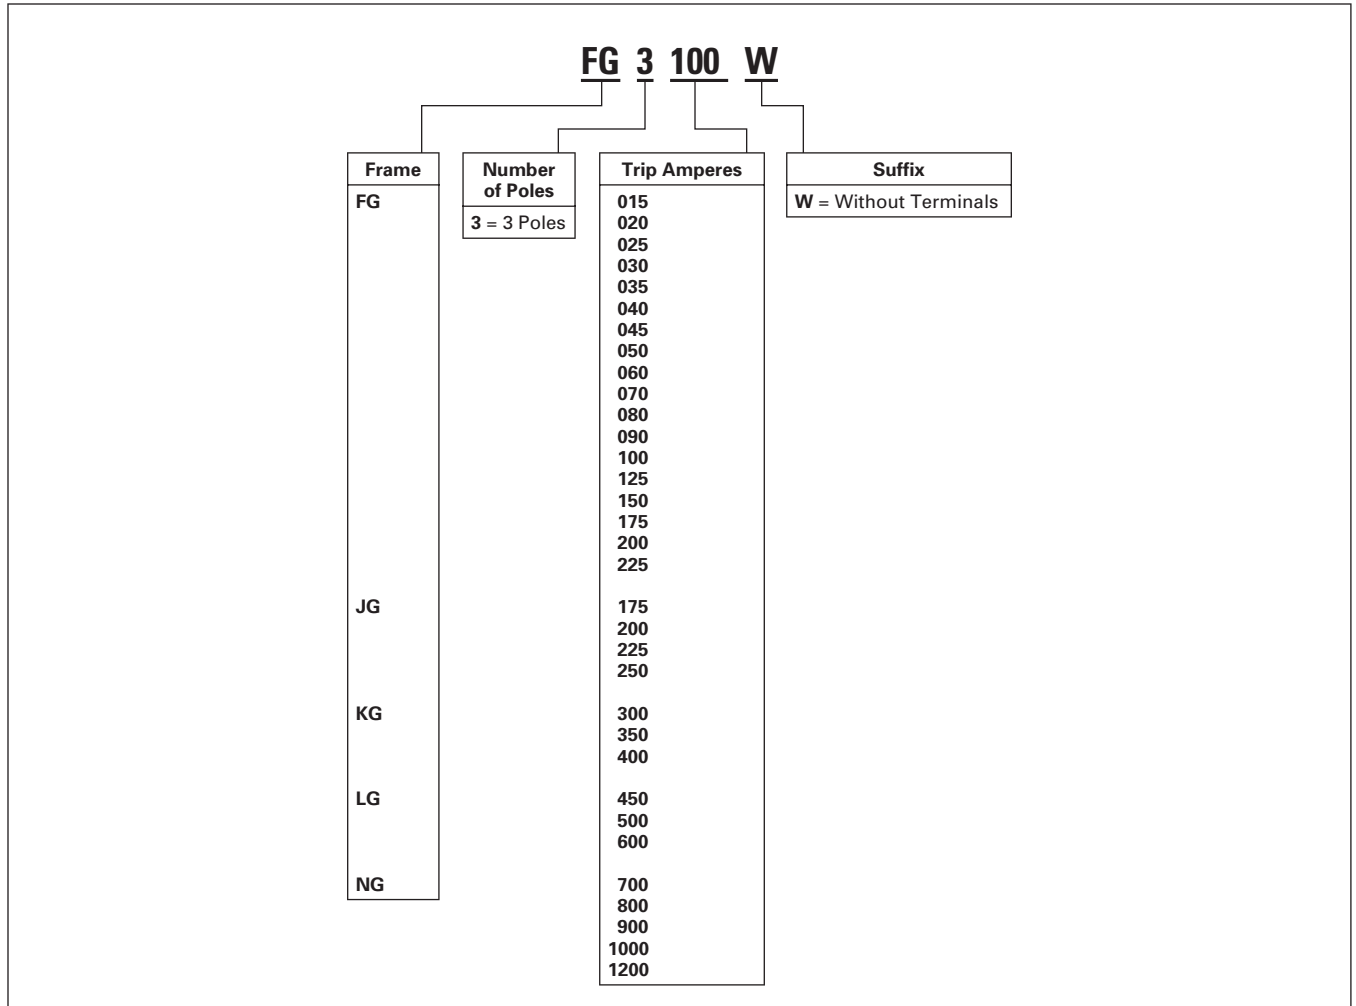 FG 3 100 W
Frame
FG
JG
KG
LG
NG
Number
of Poles
3 = 3 Poles
Trip Amperes
015
020
025
030
035
040
045
050
060
070
080
090
100
125
150
175
200
225
175
200
225
250
300
350
400
450
500
600
700
800
900
1000
1200
Suffix
W = Without Terminals